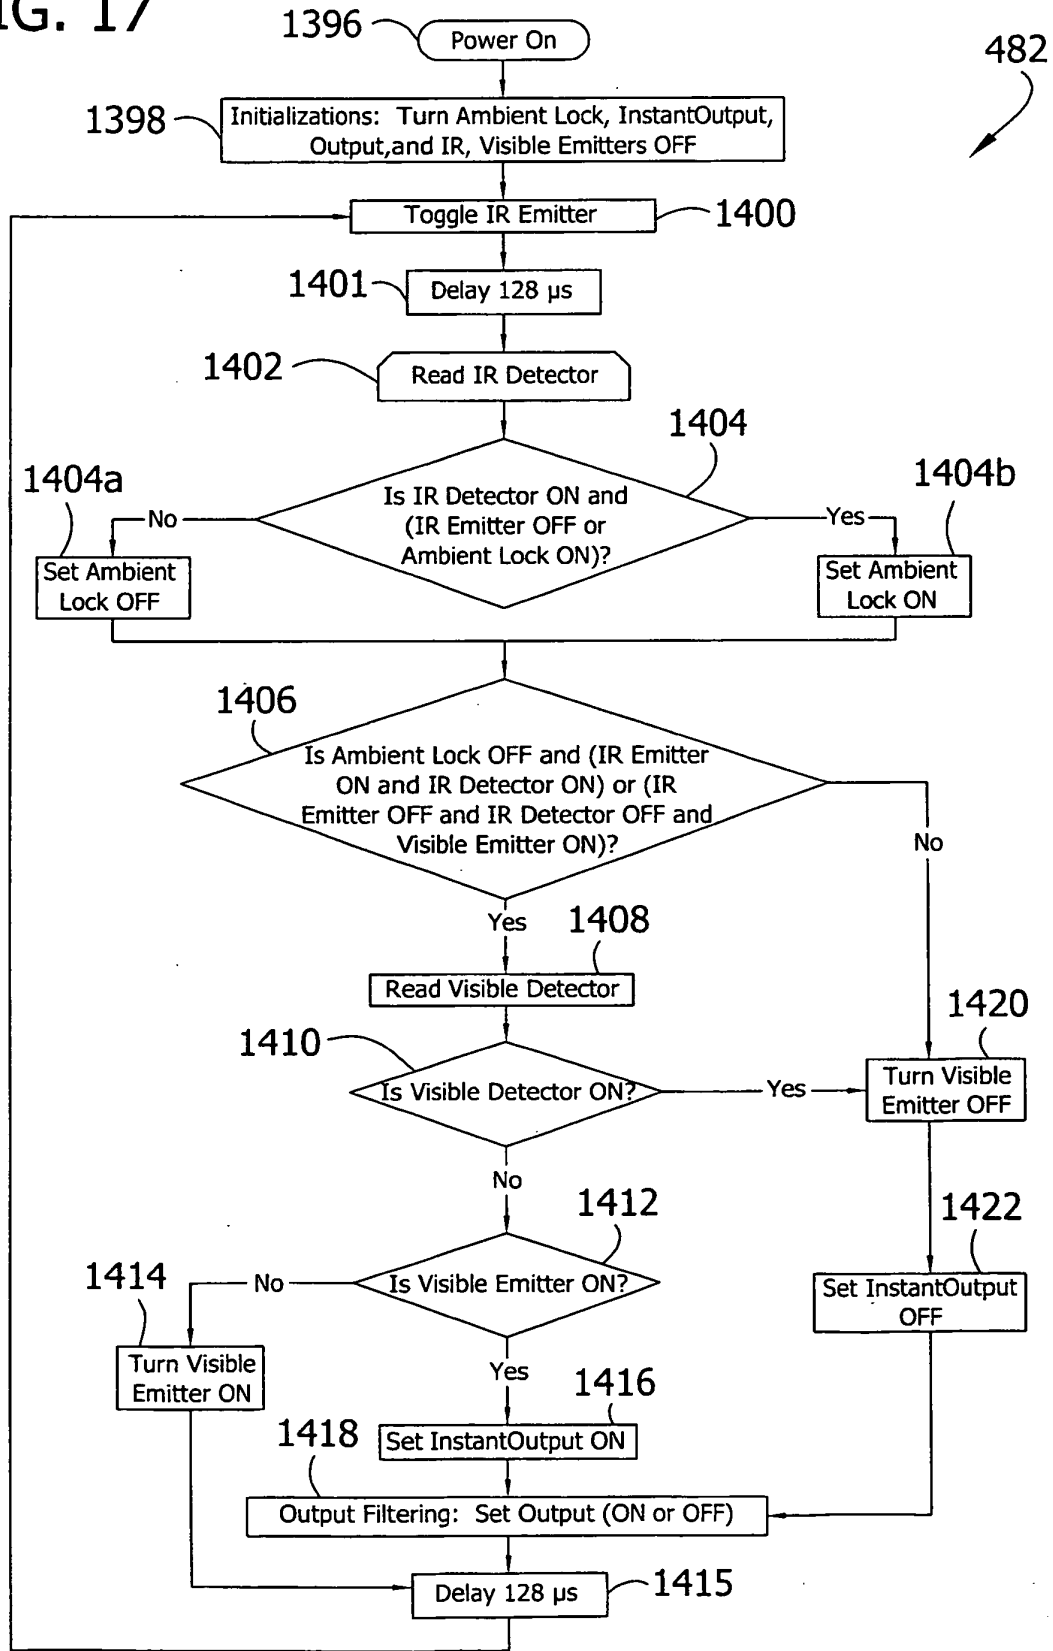 IG. 17
1396
Power On
482
1398
Initializations: Turn Ambient Lock, InstantOutput,
Output,and IR, Visible Emitters OFF
Toggle IR Emitter
1400
1401
Delay 128 µs
1402
Read IR Detector
1404
1404a
1404b
Is IR Detector ON and
(IR Emitter OFF or
Ambient Lock ON)?
No
Yes
Set Ambient
Lock OFF
Set Ambient
Lock ON
1406
Is Ambient Lock OFF and (IR Emitter
ON and IR Detector ON) or (IR
Emitter OFF and IR Detector OFF and
Visible Emitter ON)?
No
Yes
1408
Read Visible Detector
1410
1420
Is Visible Detector ON?
Yes
Turn Visible
Emitter OFF
No
1412
1422
1414
No
Is Visible Emitter ON?
Set InstantOutput
OFF
Turn Visible
Emitter ON
Yes
1416
1418
Set InstantOutput ON
Output Filtering: Set Output (ON or OFF)
Delay 128 µs
1415